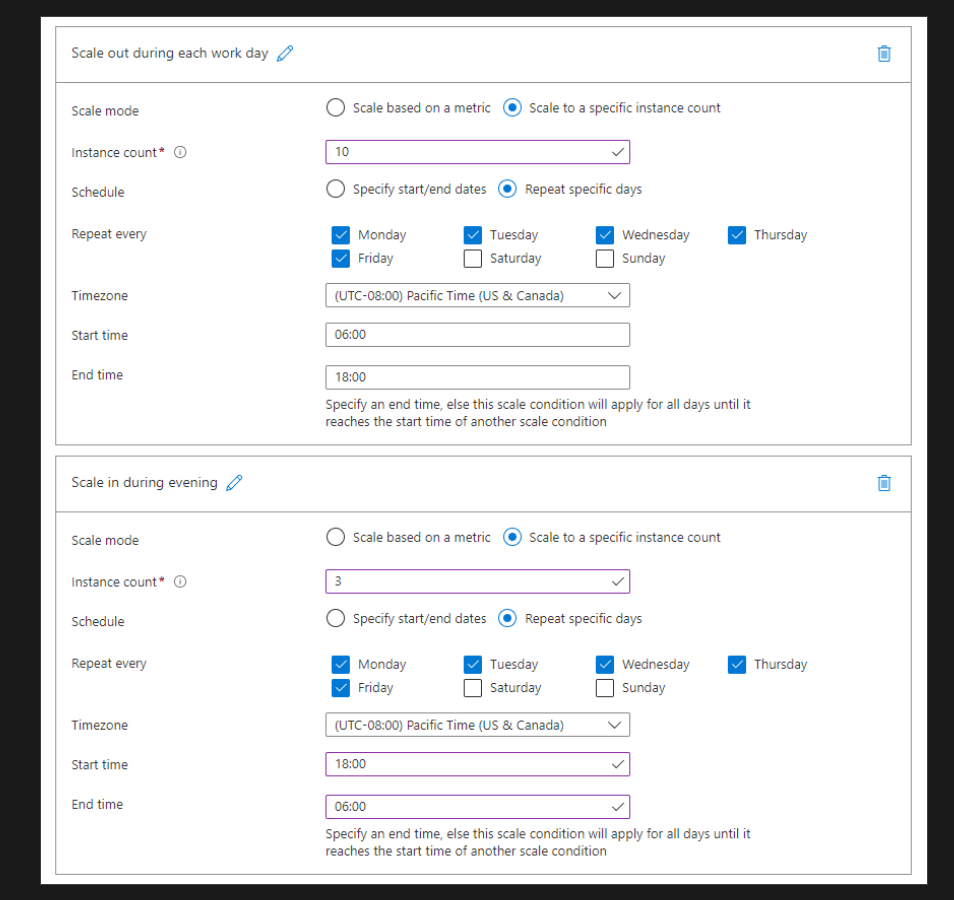 Scale out during each work day
Scale mode Scale based on a metric Scale to a specific instance count
Instance count* 10
Schedule Specify start/end dates Repeat specific days
Repeat every Monday Tuesday Wednesday Thursday
Friday Saturday Sunday
Timezone (UTC-08:00) Pacific Time (US & Canada)
Start time 06:00
End time 18:00
Specify an end time, else this scale condition will apply for all days until it
reaches the start time of another scale condition
Scale in during evening
Scale mode Scale based on a metric Scale to a specific instance count
Instance count* 3
Schedule Specify start/end dates Repeat specific days
Repeat every Monday Tuesday Wednesday Thursday
Friday Saturday Sunday
Timezone (UTC-08:00) Pacific Time (US & Canada)
Start time 18:00
End time 06:00
Specify an end time, else this scale condition will apply for all days until it
reaches the start time of another scale condition